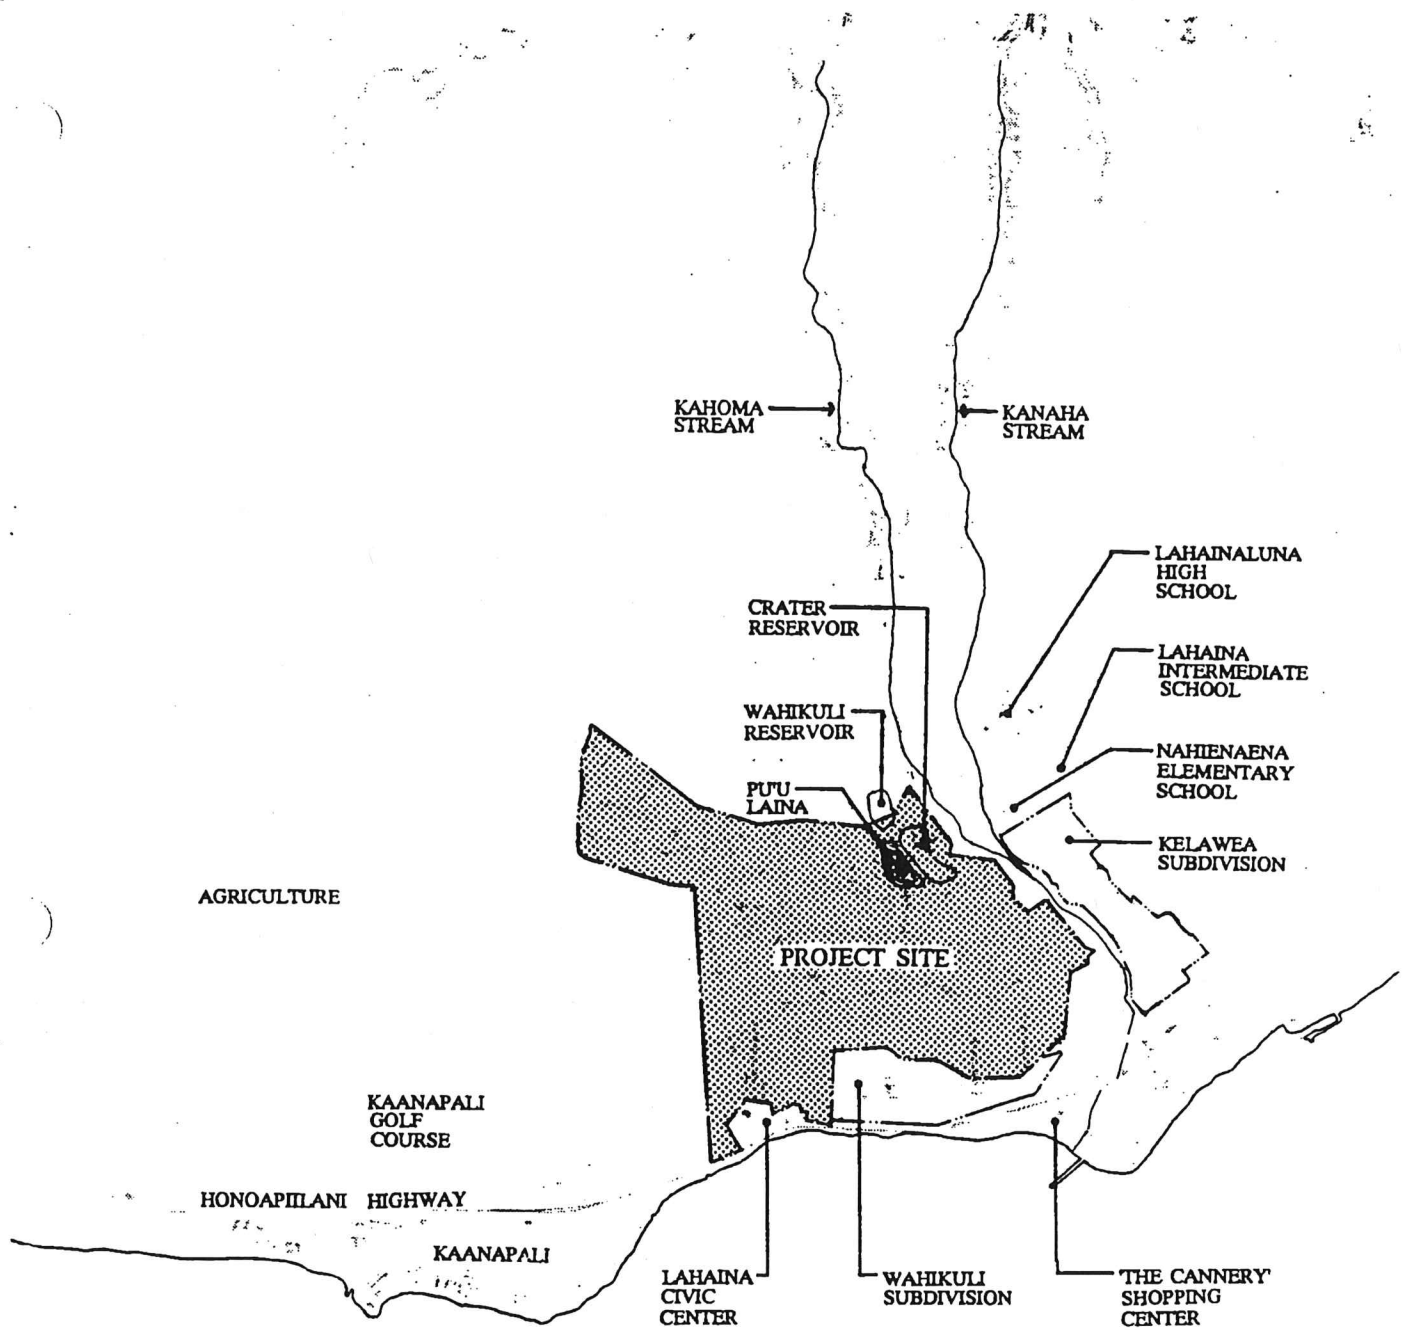 KAHOMA
STREAM
KANAHA
STREAM
LAHAINALUNA
HIGH
SCHOOL
CRATER
RESERVOIR
LAHAINA
INTERMEDIATE
SCHOOL
WAHIKULI
RESERVOIR
NAHIENAENA
ELEMENTARY
SCHOOL
PU'U
LAINA
KELAWEA
SUBDIVISION
AGRICULTURE
PROJECT SITE
KAANAPALI
GOLF
COURSE
HONOAPIILANI HIGHWAY
KAANAPALI
LAHAINA
CIVIC
CENTER
WAHIKULI
SUBDIVISION
'THE CANNERY'
SHOPPING
CENTER